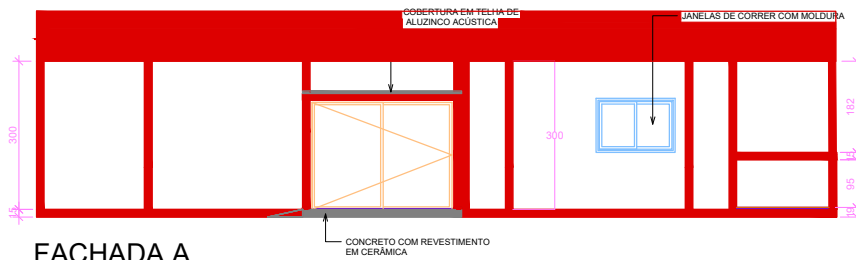 COBERTURA EM TELHA DE
ALUZINCO ACÚSTICA
JANELAS DE CORRER COM MOLDURA
300
15
300
182
15
95
CONCRETO COM REVESTIMENTO
EM CERÂMICA
FACHADA A